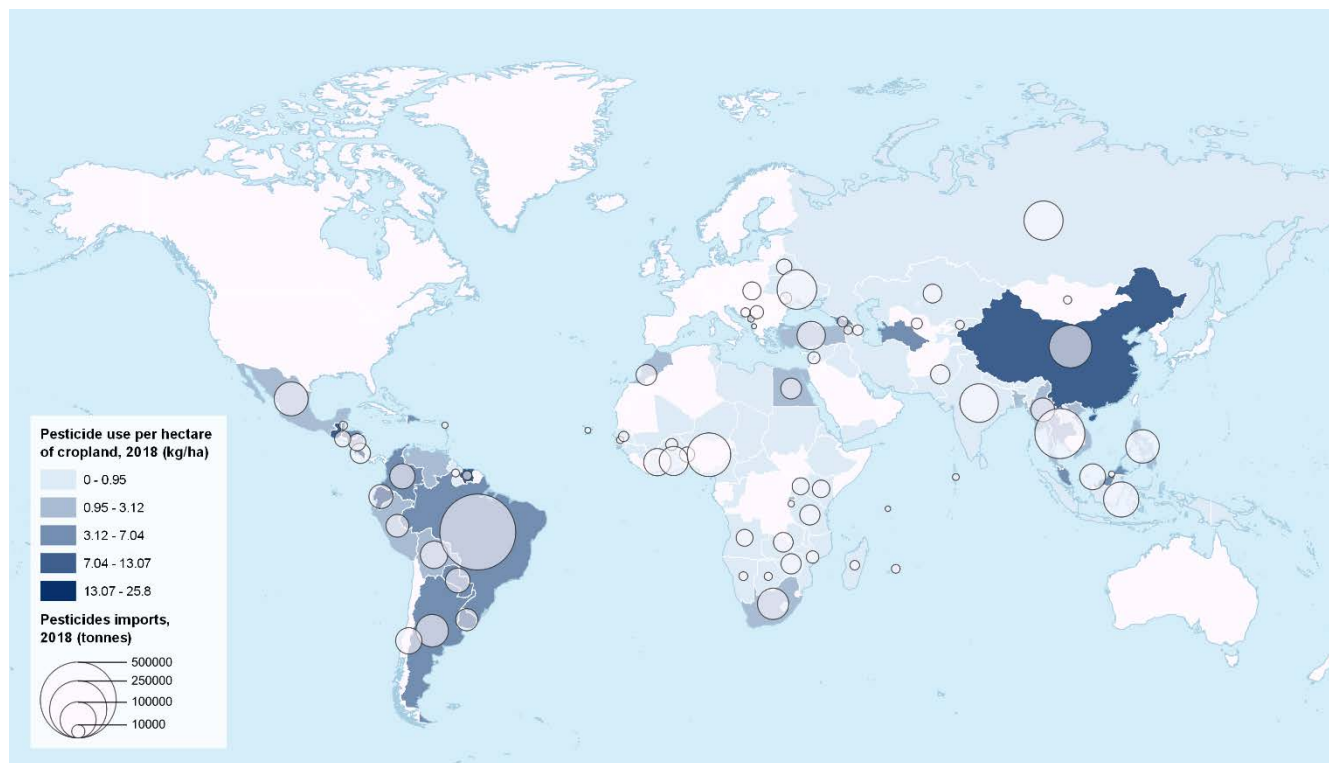 Pesticide use per hectare
of cropland, 2018 (kg/ha)
0 - 0.95
0.95 - 3.12
3.12 - 7.04
7.04 - 13.07
13.07 - 25.8
Pesticides imports,
2018 (tonnes)
500000
250000
100000
10000